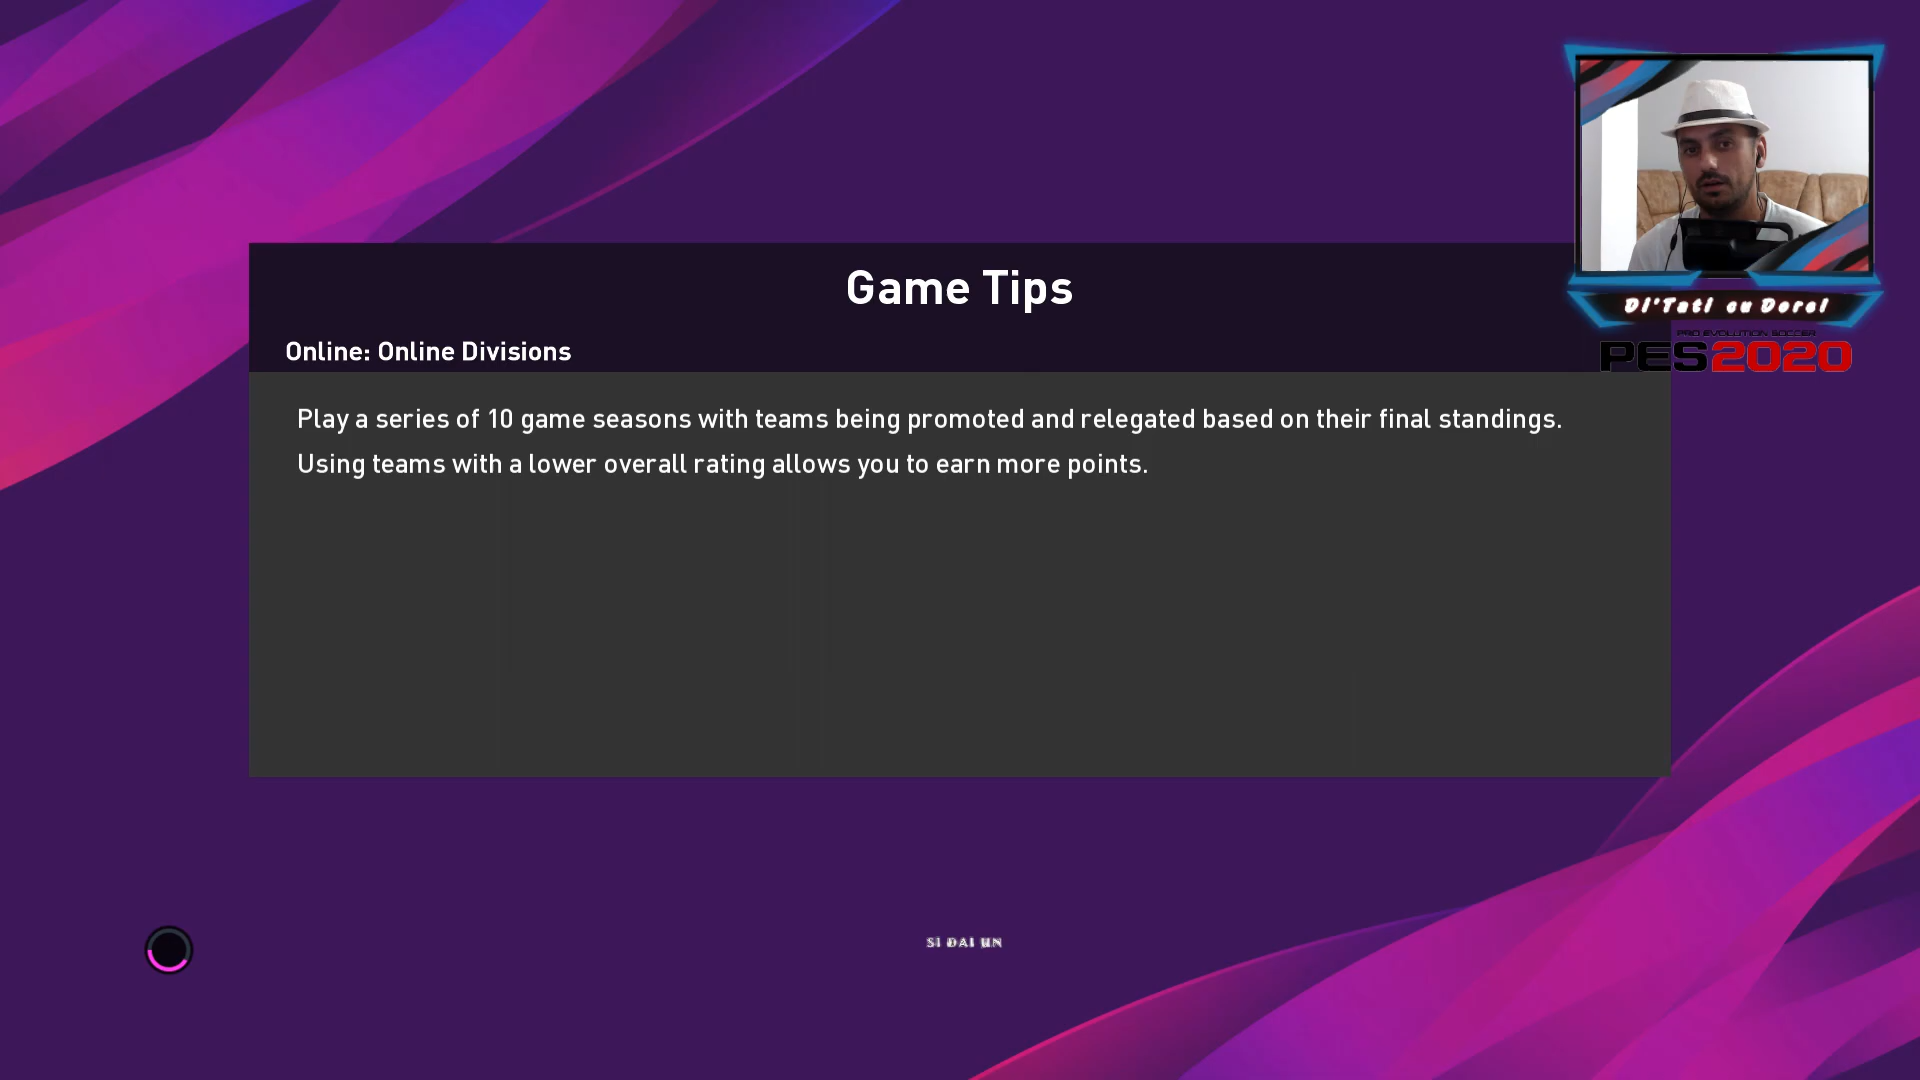 Game Tips
Online: Online Divisions
Play a series of 10 game seasons with teams being promoted and relegated based on their final standings.
Using teams with a lower overall rating allows you to earn more points.
Di'Tati cu Dorel
PRO EVOLUTION SOCCER
PES2020
SI DAI UN